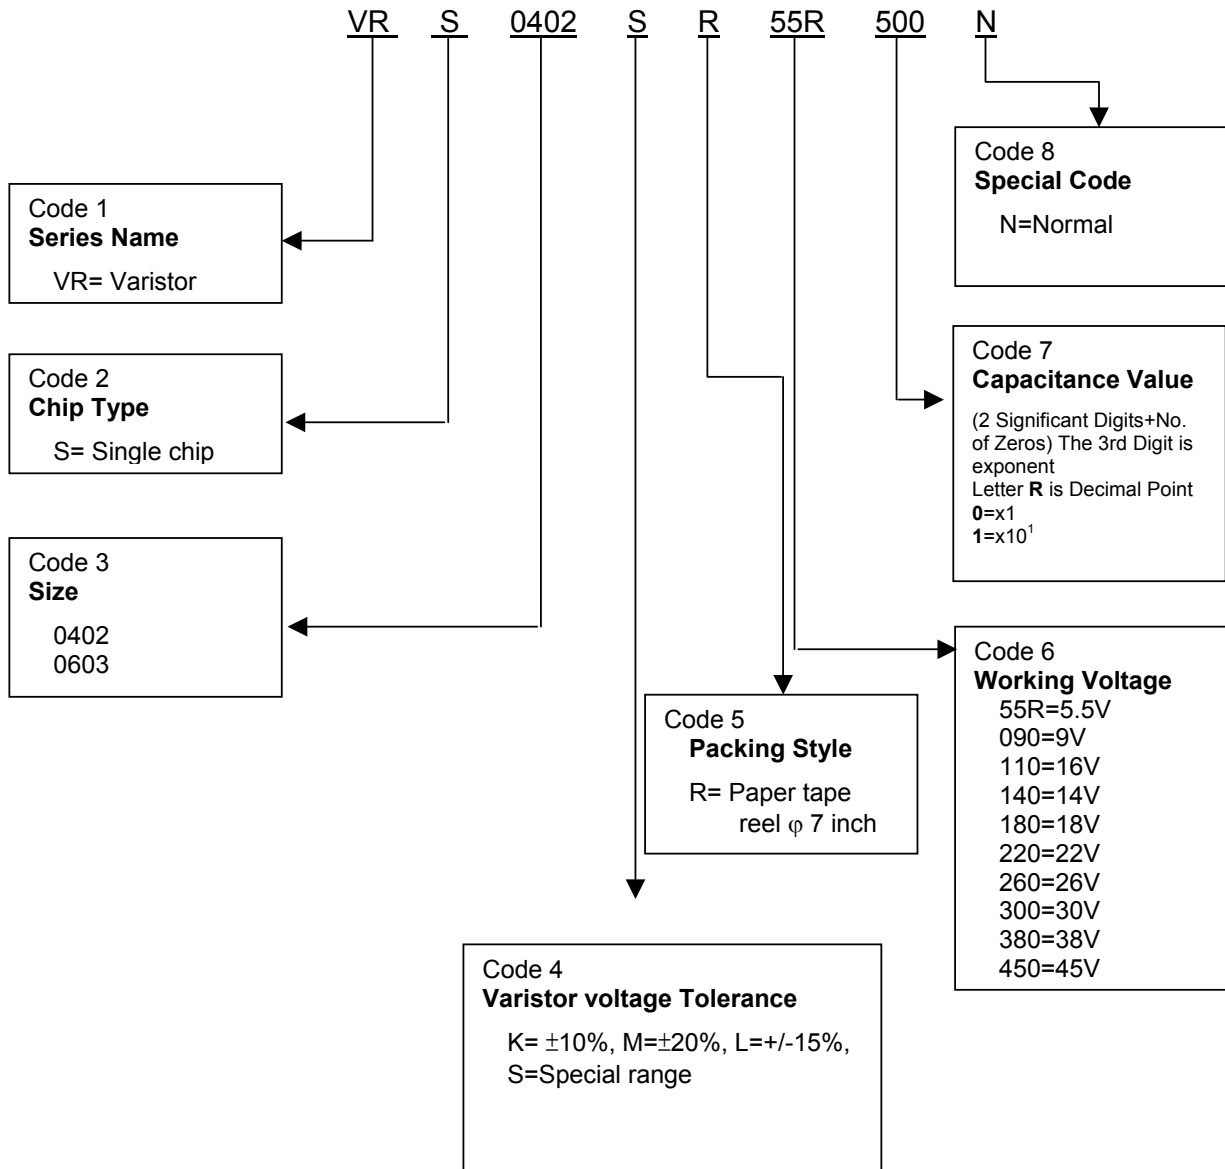 VR S 0402 S R 55R 500 N
Code 1
Series Name
VR= Varistor
Code 2
Chip Type
S= Single chip
Code 3
Size
0402
0603
Code 4
Varistor voltage Tolerance
K= ±10%, M=±20%, L=+/-15%,
S=Special range
Code 5
Packing Style
R= Paper tape
reel φ 7 inch
Code 6
Working Voltage
55R=5.5V
090=9V
110=16V
140=14V
180=18V
220=22V
260=26V
300=30V
380=38V
450=45V
Code 7
Capacitance Value
(2 Significant Digits+No.
of Zeros) The 3rd Digit is
exponent
Letter R is Decimal Point
0=x1
1=x10¹
Code 8
Special Code
N=Normal